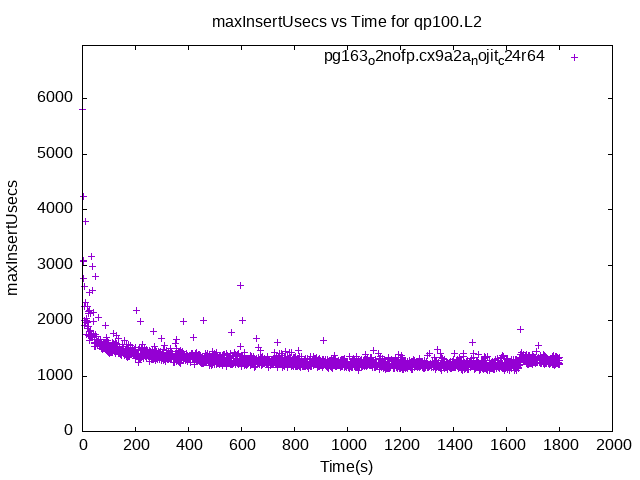 maxInsertUsecs vs Time for qp100.L2
pg163o2nofp.cx9a2anojitc24r64
maxInsertUsecs
6000
5000
4000
3000
2000
1000
0
0 200 400 600 800 1000 1200 1400 1600 1800 2000
Time(s)